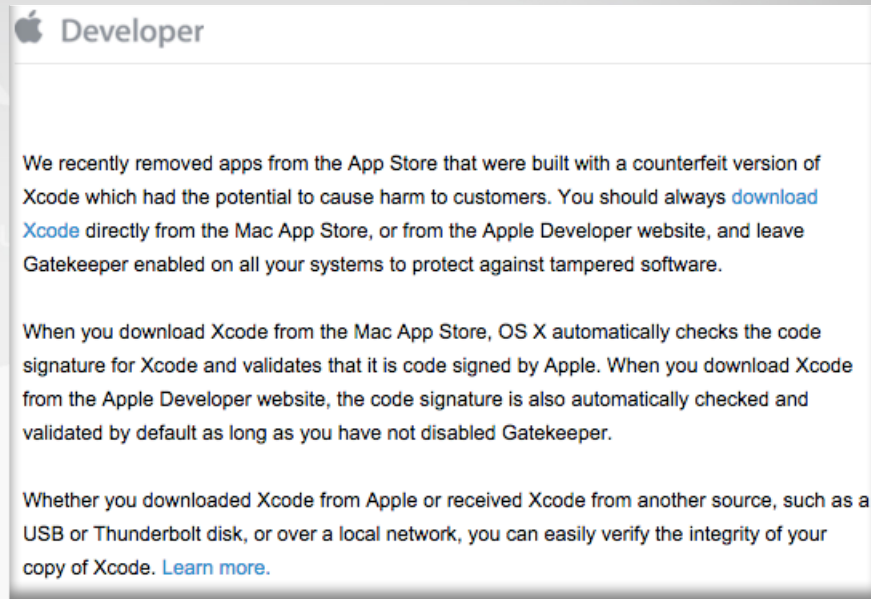 Developer
We recently removed apps from the App Store that were built with a counterfeit version of
Xcode which had the potential to cause harm to customers. You should always download
Xcode directly from the Mac App Store, or from the Apple Developer website, and leave
Gatekeeper enabled on all your systems to protect against tampered software.
When you download Xcode from the Mac App Store, OS X automatically checks the code
signature for Xcode and validates that it is code signed by Apple. When you download Xcode
from the Apple Developer website, the code signature is also automatically checked and
validated by default as long as you have not disabled Gatekeeper.
Whether you downloaded Xcode from Apple or received Xcode from another source, such as a
USB or Thunderbolt disk, or over a local network, you can easily verify the integrity of your
copy of Xcode. Learn more.